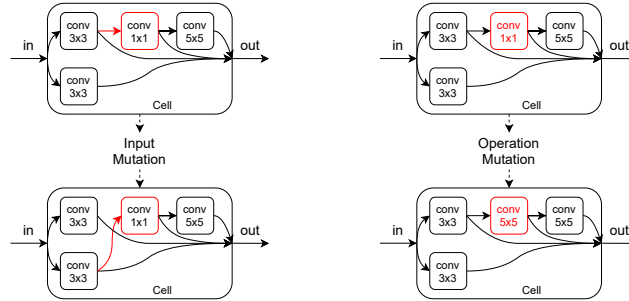 conv
3x3
conv
1x1
conv
5x5
in
out
conv
3x3
Cell
Input
Mutation
conv
3x3
conv
1x1
conv
5x5
in
out
conv
3x3
Cell
conv
3x3
conv
1x1
conv
5x5
in
out
conv
3x3
Cell
Operation
Mutation
conv
3x3
conv
5x5
conv
5x5
in
out
conv
3x3
Cell